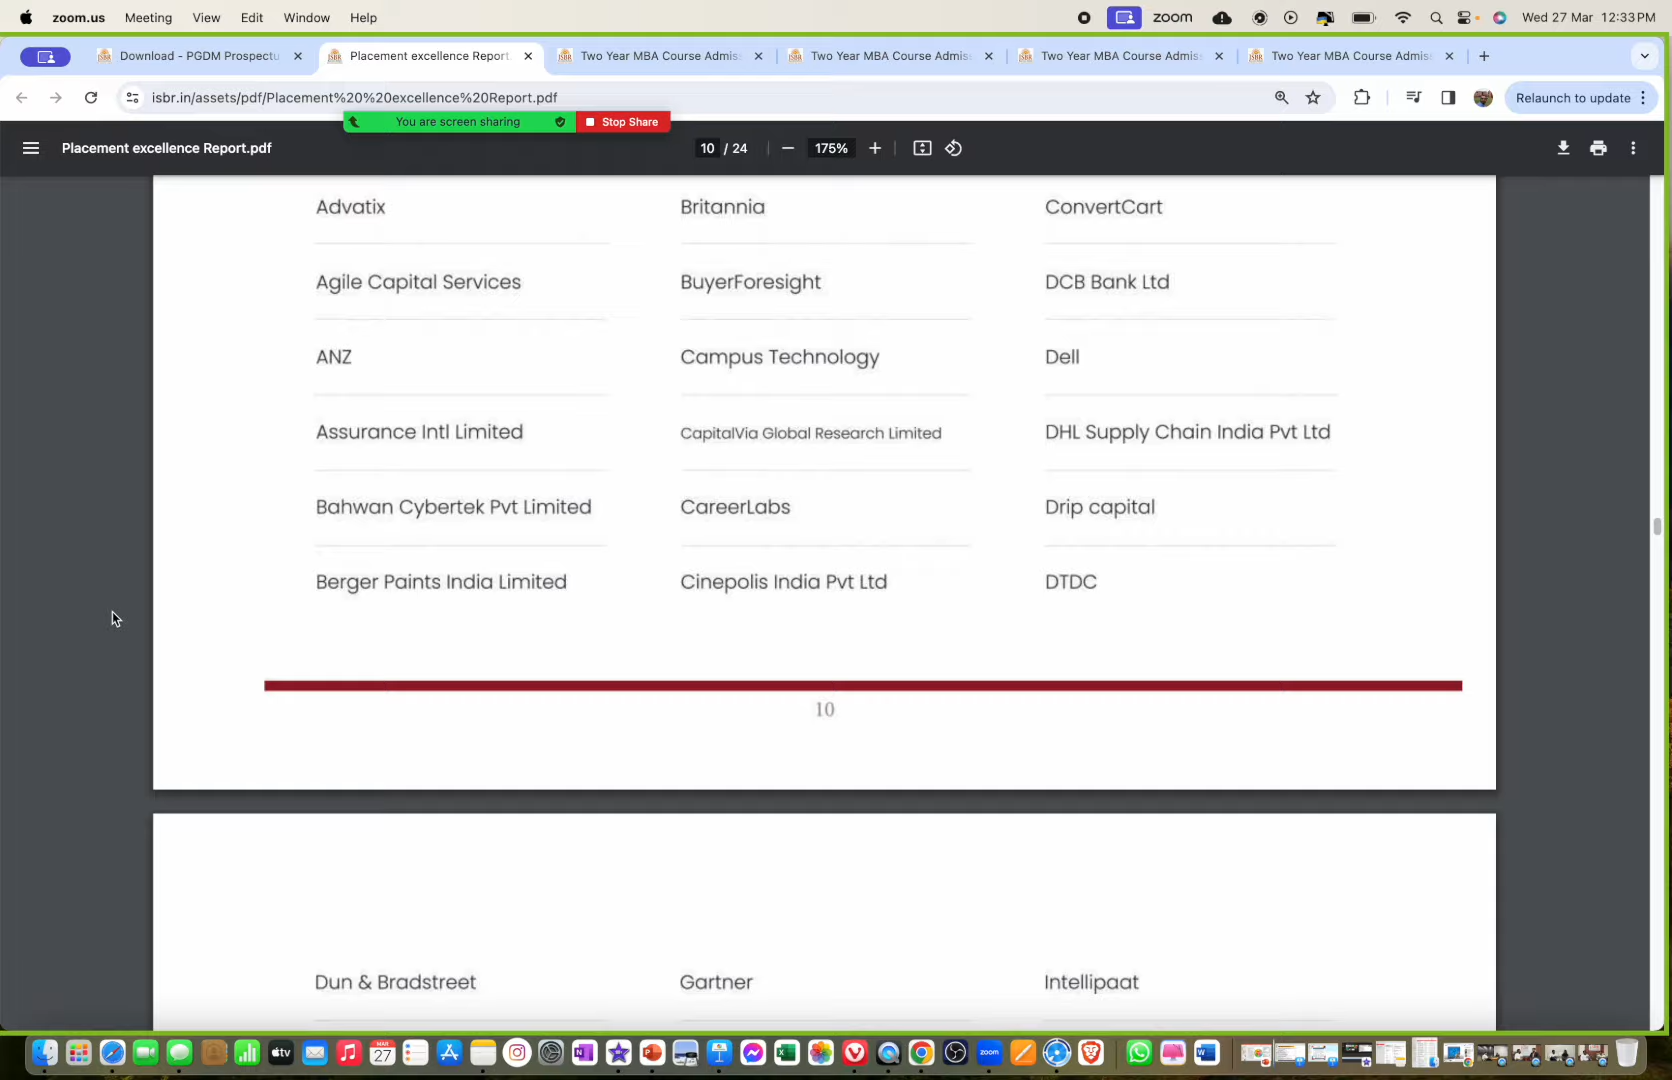 zoom.us Meeting View Edit Window Help zoom Wed 27 Mar 12:33PM
Download - PGDM Prospectu Placement excellence Report. Two Year MBA Course Admis Two Year MBA Course Admis Two Year MBA Course Admis Two Year MBA Course Admis
isbr.in/assets/pdf/Placement%20%20excellence%20Report.pdf Relaunch to update
You are screen sharing Stop Share
Placement excellence Report.pdf 10 / 24 175%
Advatix Britannia ConvertCart
Agile Capital Services BuyerForesight DCB Bank Ltd
ANZ Campus Technology Dell
Assurance Intl Limited CapitalVia Global Research Limited DHL Supply Chain India Pvt Ltd
Bahwan Cybertek Pvt Limited CareerLabs Drip capital
Berger Paints India Limited Cinepolis India Pvt Ltd DTDC
10
Dun & Bradstreet Gartner Intellipaat
tv MAR 27 zoom